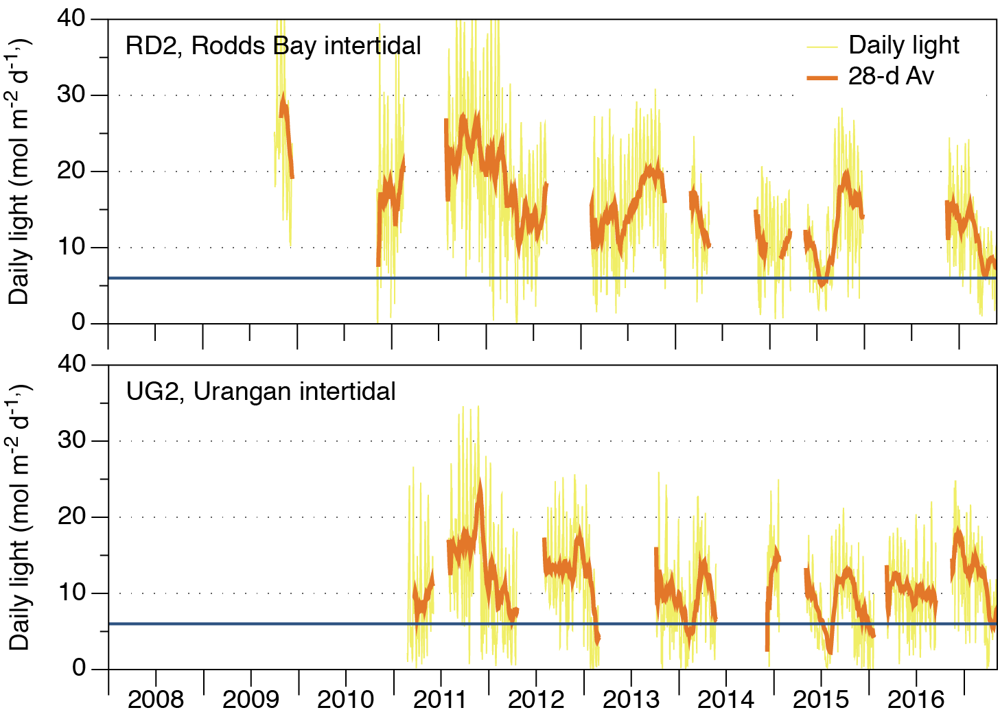 40
30
20
10
0
Daily light (mol m-2 d-1,)
RD2, Rodds Bay intertidal
Daily light
28-d Av
40
30
20
10
0
Daily light (mol m-2 d-1,)
UG2, Urangan intertidal
2008 2009 2010 2011 2012 2013 2014 2015 2016